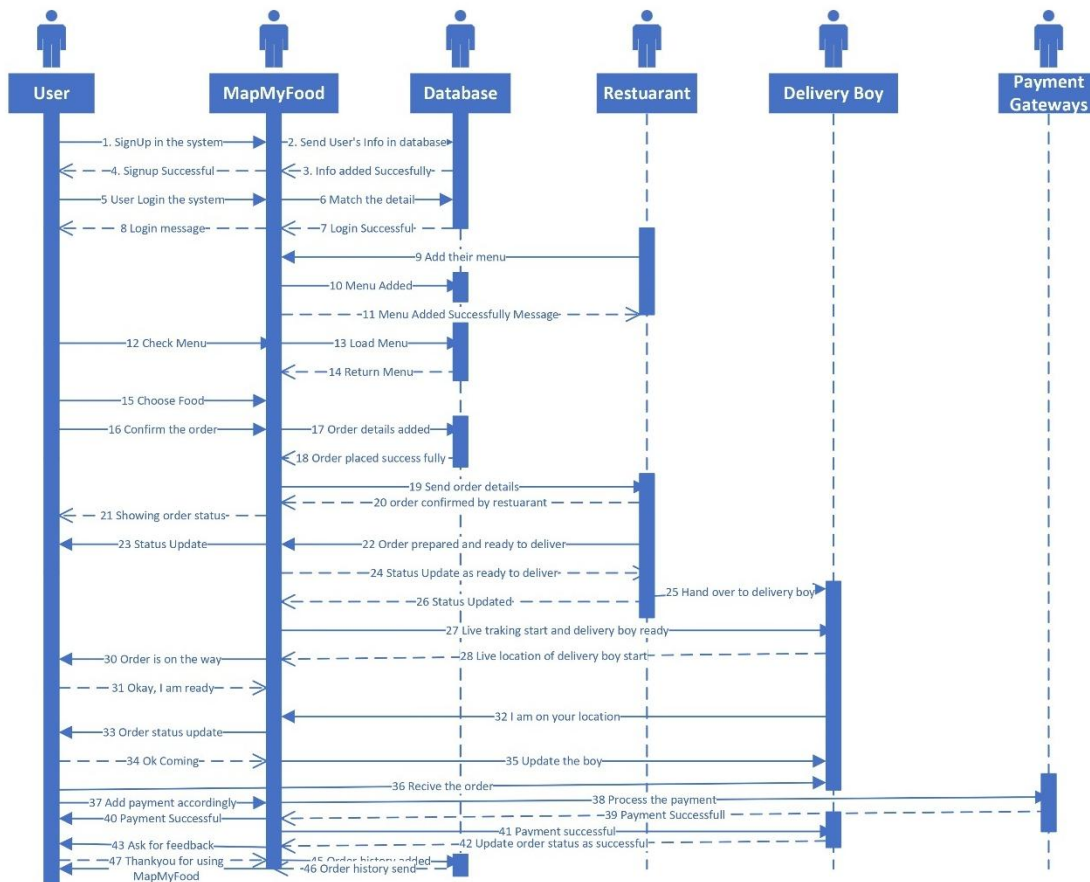 User
MapMyFood
Database
Restuarant
Delivery Boy
Payment
Gateways
1. SignUp in the system
2. Send User's Info in database
4. Signup Successful
3. Info added Succesfully
5 User Login the system
6 Match the detail
8 Login message
7 Login Successful
9 Add their menu
10 Menu Added
11 Menu Added Successfully Message
12 Check Menu
13 Load Menu
14 Return Menu
15 Choose Food
16 Confirm the order
17 Order details added
18 Order placed success fully
19 Send order details
20 order confirmed by restuarant
21 Showing order status
23 Status Update
22 Order prepared and ready to deliver
24 Status Update as ready to deliver
25 Hand over to delivery boy
26 Status Updated
27 Live traking start and delivery boy ready
28 Live location of delivery boy start
30 Order is on the way
31 Okay, I am ready
32 I am on your location
33 Order status update
34 Ok Coming
35 Update the boy
36 Recive the order
37 Add payment accordingly
38 Process the payment
39 Payment Successfull
40 Payment Successful
41 Payment successful
42 Update order status as successful
43 Ask for feedback
45 Order history added
47 Thankyou for using
MapMyFood
46 Order history send